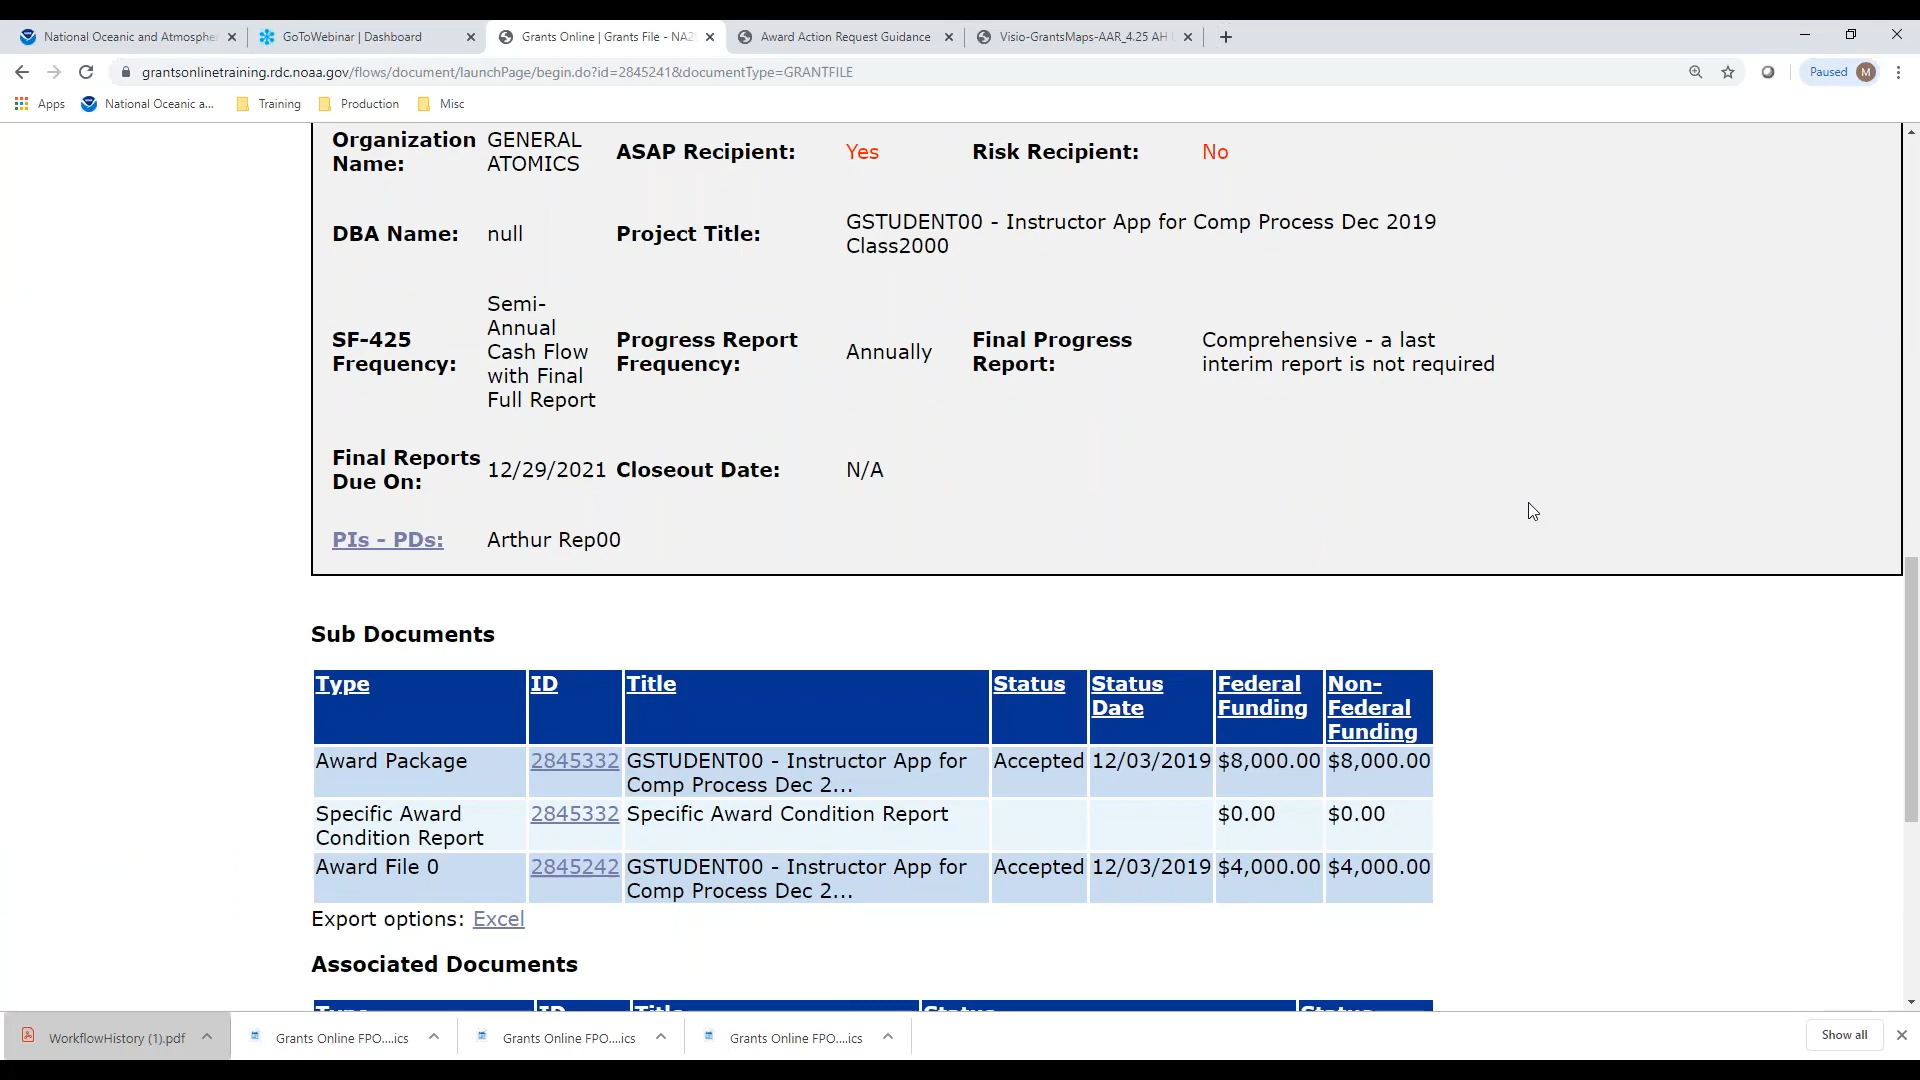 National Oceanic and Atmosphe
GoToWebinar | Dashboard
Grants Online | Grants File - NA2
Award Action Request Guidance
Visio-GrantsMaps-AAR_4.25 AH
grantsonlinetraining.rdc.noaa.gov/flows/document/launchPage/begin.do?id=2845241&documentType=GRANTFILE
Paused M
Apps
National Oceanic a...
Training
Production
Misc
Organization Name:
GENERAL ATOMICS
ASAP Recipient:
Yes
Risk Recipient:
No
DBA Name:
null
Project Title:
GSTUDENT00 - Instructor App for Comp Process Dec 2019
Class2000
SF-425 Frequency:
Semi-
Annual
Cash Flow
with Final
Full Report
Progress Report
Frequency:
Annually
Final Progress
Report:
Comprehensive - a last
interim report is not required
Final Reports
Due On:
12/29/2021
Closeout Date:
N/A
PIs - PDs:
Arthur Rep00
Sub Documents
Type ID Title Status Status Date Federal Funding Non-Federal Funding
Award Package 2845332 GSTUDENT00 - Instructor App for Comp Process Dec 2... Accepted 12/03/2019 $8,000.00 $8,000.00
Specific Award Condition Report 2845332 Specific Award Condition Report $0.00 $0.00
Award File 0 2845242 GSTUDENT00 - Instructor App for Comp Process Dec 2... Accepted 12/03/2019 $4,000.00 $4,000.00
Export options: Excel
Associated Documents
Type ID Title Status Status
WorkflowHistory (1).pdf
Grants Online FPO....ics
Grants Online FPO....ics
Grants Online FPO....ics
Show all